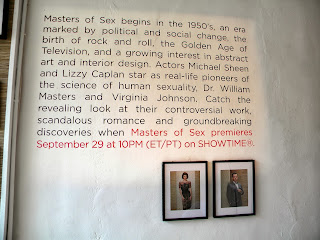 Masters of Sex begins in the 1950's, an era
marked by political and social change, the
birth of rock and roll, the Golden Age of
Television, and a growing interest in abstract
art and interior design. Actors Michael Sheen
and Lizzy Caplan star as real-life pioneers of
the science of human sexuality, Dr. William
Masters and Virginia Johnson. Catch the
revealing look at their controversial work,
scandalous romance and groundbreaking
discoveries when Masters of Sex premieres
September 29 at 10PM (ET/PT) on SHOWTIME®.